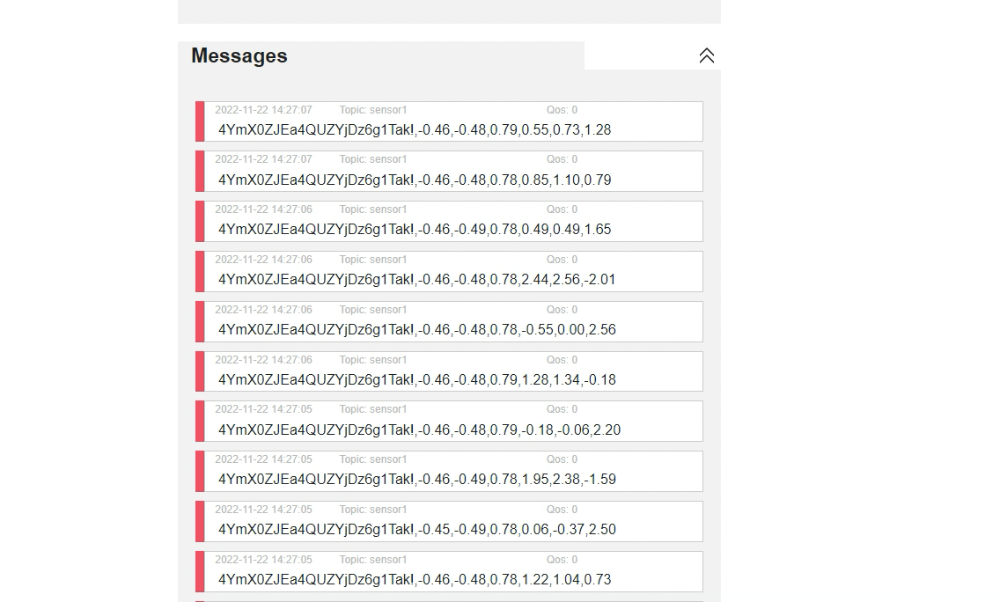 Messages
2022-11-22 14:27:07 Topic: sensor1 Qos: 0
4YmX0ZJEa4QUZYjDz6g1Tak!,-0.46,-0.48,0.79,0.55,0.73,1.28
2022-11-22 14:27:07 Topic: sensor1 Qos: 0
4YmX0ZJEa4QUZYjDz6g1Tak!,-0.46,-0.48,0.78,0.85,1.10,0.79
2022-11-22 14:27:06 Topic: sensor1 Qos: 0
4YmX0ZJEa4QUZYjDz6g1Tak!,-0.46,-0.49,0.78,0.49,0.49,1.65
2022-11-22 14:27:06 Topic: sensor1 Qos: 0
4YmX0ZJEa4QUZYjDz6g1Tak!,-0.46,-0.48,0.78,2.44,2.56,-2.01
2022-11-22 14:27:06 Topic: sensor1 Qos: 0
4YmX0ZJEa4QUZYjDz6g1Tak!,-0.46,-0.48,0.78,-0.55,0.00,2.56
2022-11-22 14:27:06 Topic: sensor1 Qos: 0
4YmX0ZJEa4QUZYjDz6g1Tak!,-0.46,-0.48,0.79,1.28,1.34,-0.18
2022-11-22 14:27:05 Topic: sensor1 Qos: 0
4YmX0ZJEa4QUZYjDz6g1Tak!,-0.46,-0.48,0.79,-0.18,-0.06,2.20
2022-11-22 14:27:05 Topic: sensor1 Qos: 0
4YmX0ZJEa4QUZYjDz6g1Tak!,-0.46,-0.49,0.78,1.95,2.38,-1.59
2022-11-22 14:27:05 Topic: sensor1 Qos: 0
4YmX0ZJEa4QUZYjDz6g1Tak!,-0.45,-0.49,0.78,0.06,-0.37,2.50
2022-11-22 14:27:05 Topic: sensor1 Qos: 0
4YmX0ZJEa4QUZYjDz6g1Tak!,-0.46,-0.48,0.78,1.22,1.04,0.73